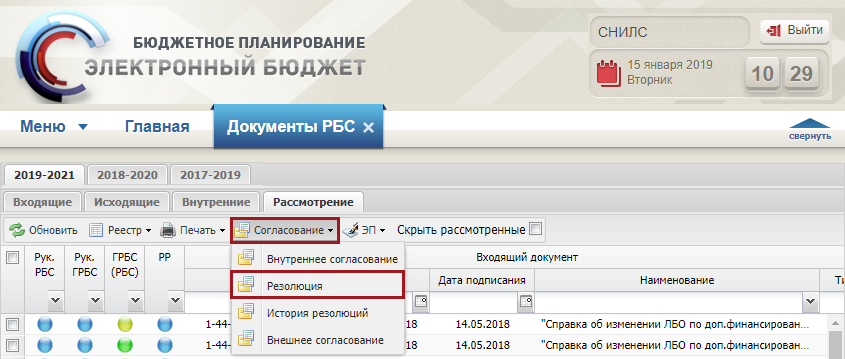 БЮДЖЕТНОЕ ПЛАНИРОВАНИЕ
ЭЛЕКТРОННЫЙ БЮДЖЕТ
СНИЛС
Выйти
15 января 2019
Вторник
10 29
Меню Главная Документы РБС
свернуть
2019-2021 2018-2020 2017-2019
Входящие Исходящие Внутренние Рассмотрение
Обновить Реестр Печать Согласование ЭП Скрыть рассмотренные
Рук. РБС
Рук. ГРБС
ГРБС (РБС)
РР
Входящий документ
Дата подписания Наименование
Внутреннее согласование
Резолюция
История резолюций
Внешнее согласование
1-44- 18 14.05.2018 "Справка об изменении ЛБО по доп.финансирован...
1-44- 18 14.05.2018 "Справка об изменении ЛБО по доп.финансирован...